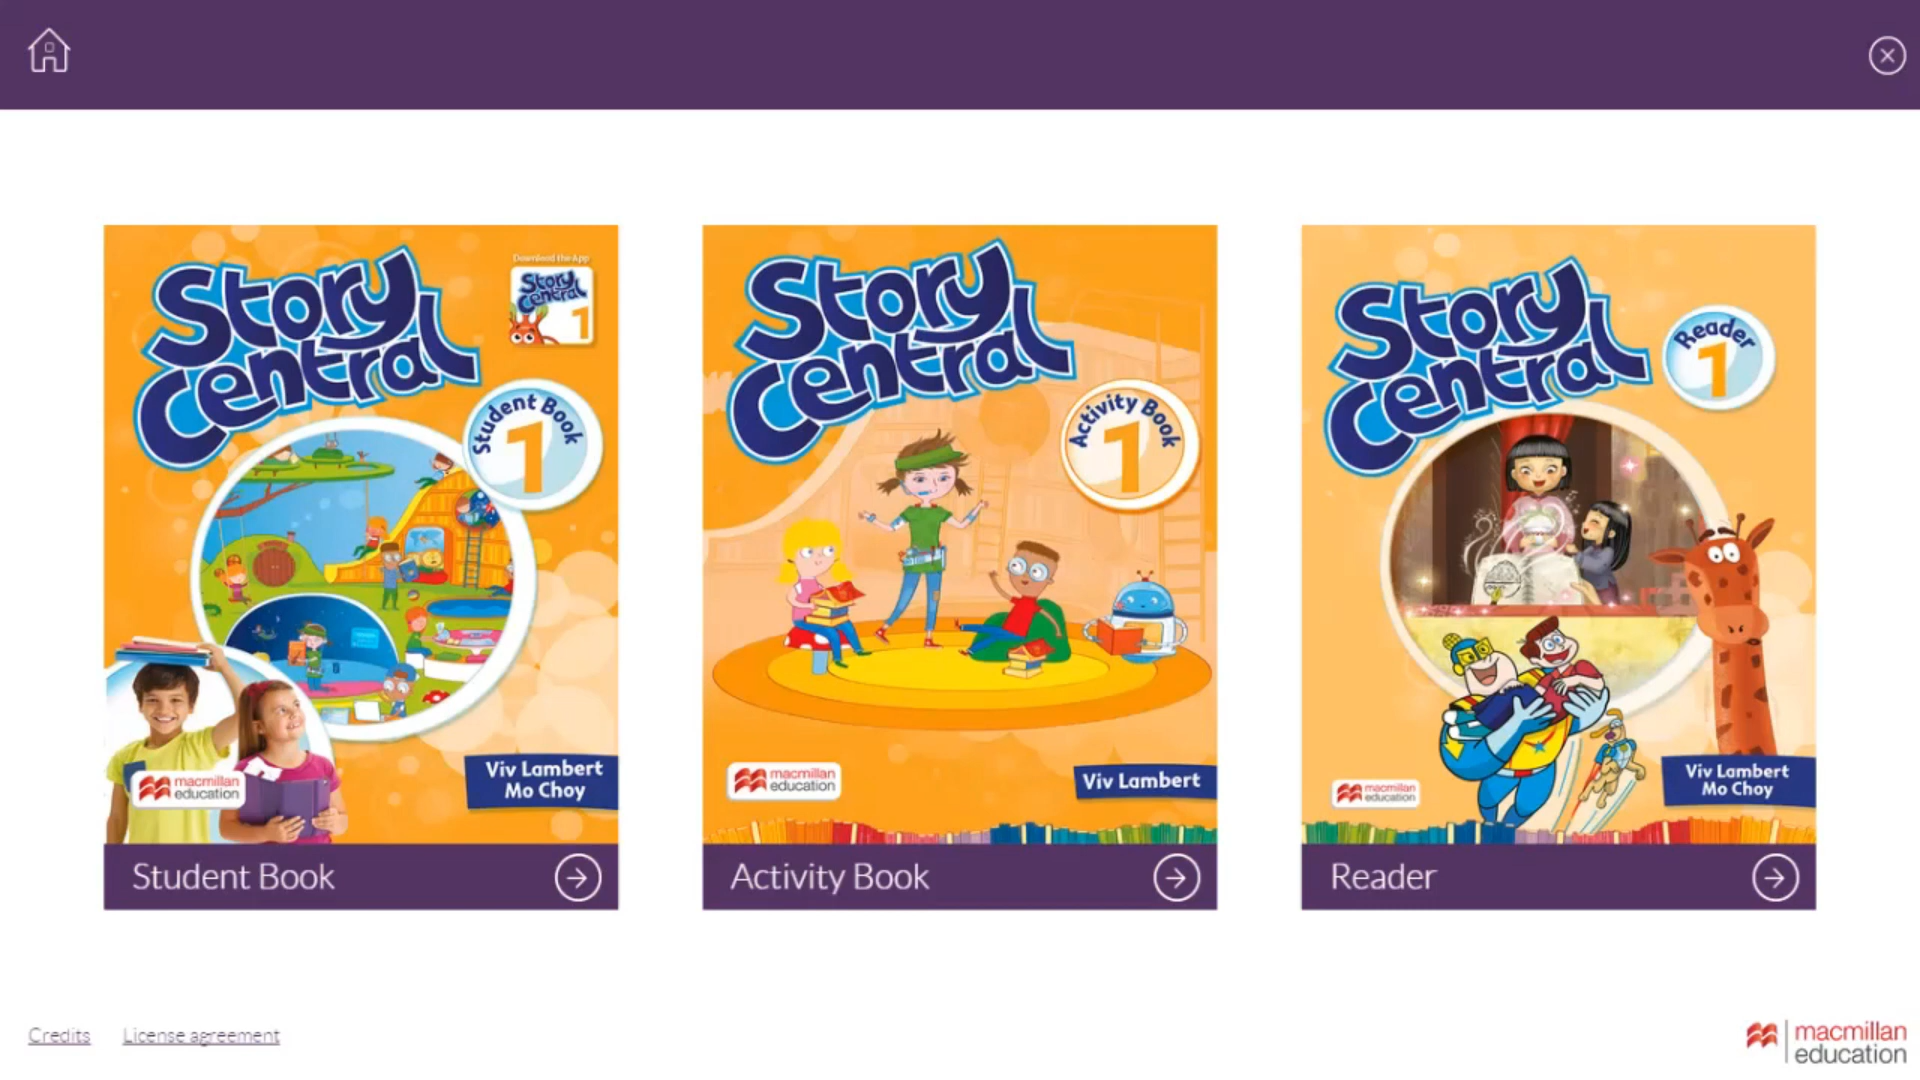 Story
Central
Download the App
Story
Central
1
Student Book
1
macmillan
education
Viv Lambert
Mo Choy
Student Book
Story
Central
Activity Book
1
macmillan
education
Viv Lambert
Activity Book
Story
Central
Reader
1
macmillan
education
Viv Lambert
Mo Choy
Reader
Credits
License agreement
macmillan
education